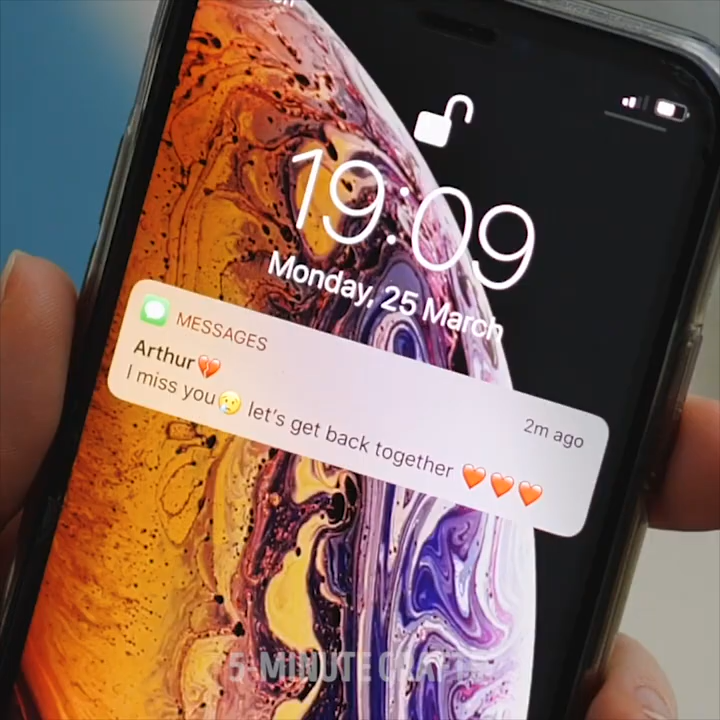 19:09
Monday, 25 March
MESSAGES
2m ago
Arthur💔
I miss you😢 let's get back together ❤️❤️❤️
5-MINUTE CRAFTS